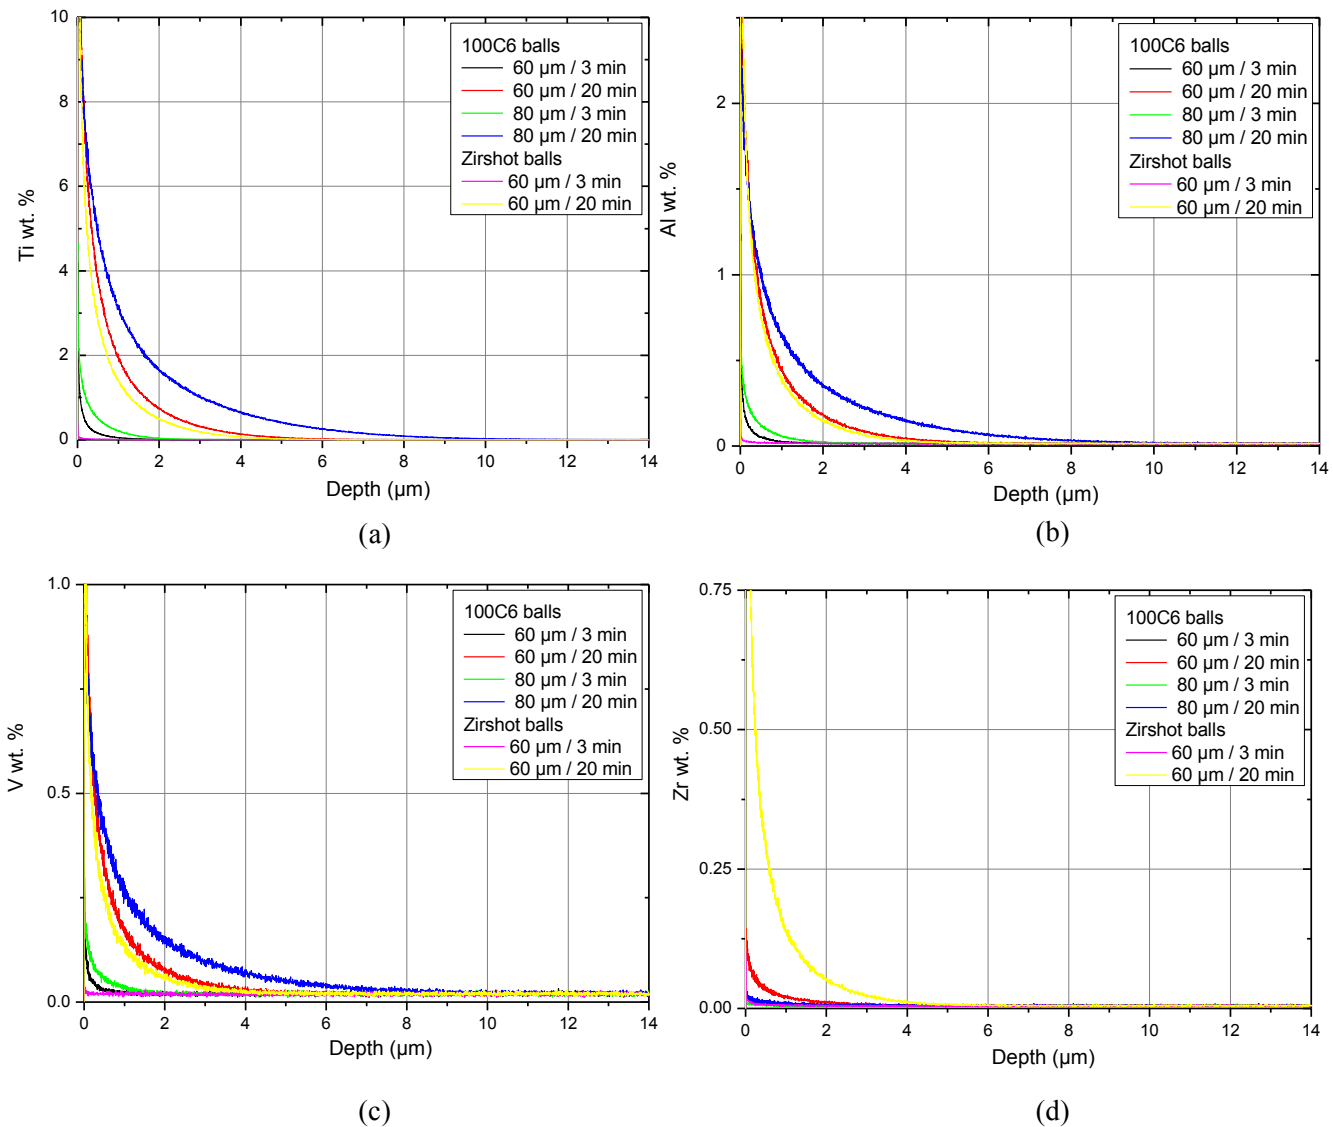 10
8
6
4
2
0
Ti wt. %
0 2 4 6 8 10 12 14
Depth (µm)
100C6 balls
60 µm / 3 min
60 µm / 20 min
80 µm / 3 min
80 µm / 20 min
Zirshot balls
60 µm / 3 min
60 µm / 20 min
(a)
2
1
0
Al wt. %
0 2 4 6 8 10 12 14
Depth (µm)
100C6 balls
60 µm / 3 min
60 µm / 20 min
80 µm / 3 min
80 µm / 20 min
Zirshot balls
60 µm / 3 min
60 µm / 20 min
(b)
1.0
0.5
0.0
V wt. %
0 2 4 6 8 10 12 14
Depth (µm)
100C6 balls
60 µm / 3 min
60 µm / 20 min
80 µm / 3 min
80 µm / 20 min
Zirshot balls
60 µm / 3 min
60 µm / 20 min
(c)
0.75
0.50
0.25
0.00
Zr wt. %
0 2 4 6 8 10 12 14
Depth (µm)
100C6 balls
60 µm / 3 min
60 µm / 20 min
80 µm / 3 min
80 µm / 20 min
Zirshot balls
60 µm / 3 min
60 µm / 20 min
(d)